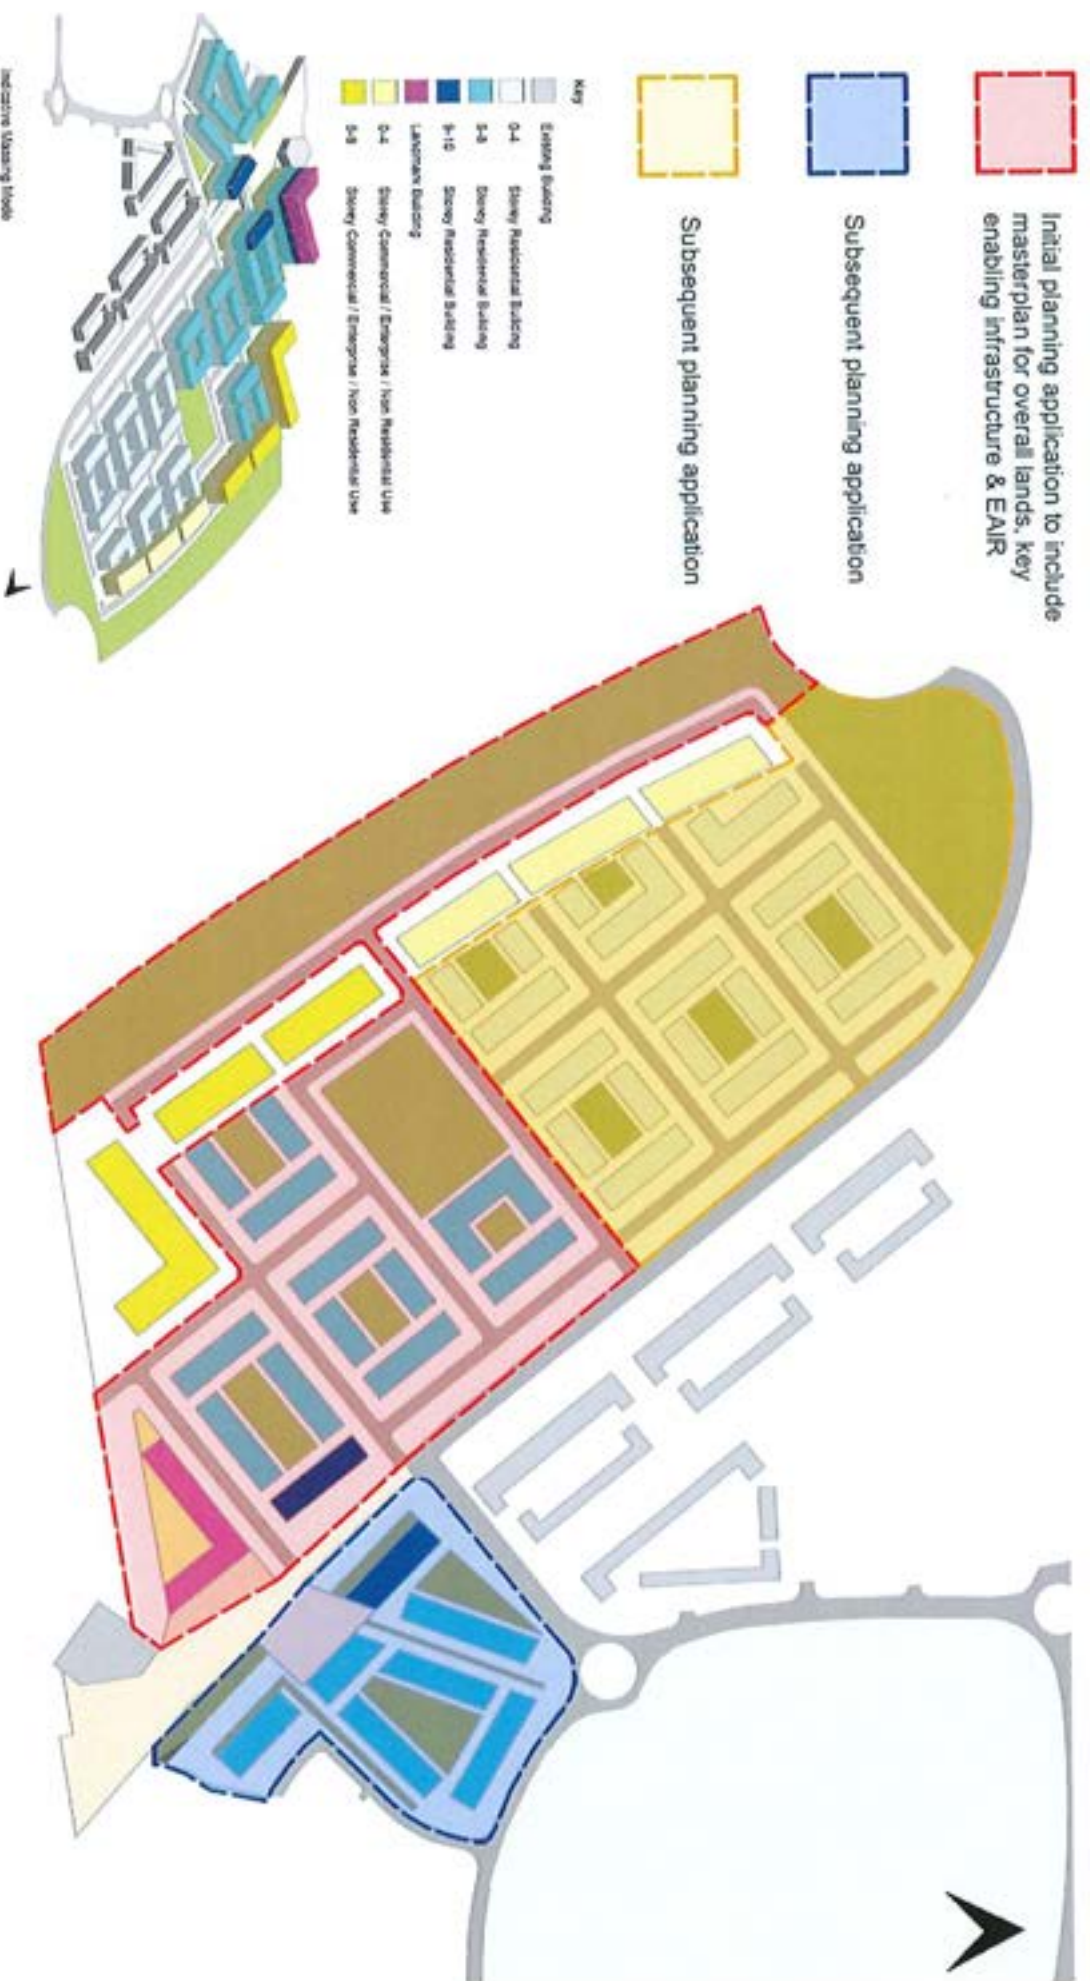 Initial planning application to include
masterplan for overall lands, key
enabling infrastructure & EAIR
Subsequent planning application
Subsequent planning application
Key
Existing Building
0-4 Storey Residential Building
5-8 Storey Residential Building
9-10 Storey Residential Building
Landmark Building
0-4 Storey Commercial / Enterprise / Non Residential Use
5-8 Storey Commercial / Enterprise / Non Residential Use
Indicative Massing Model